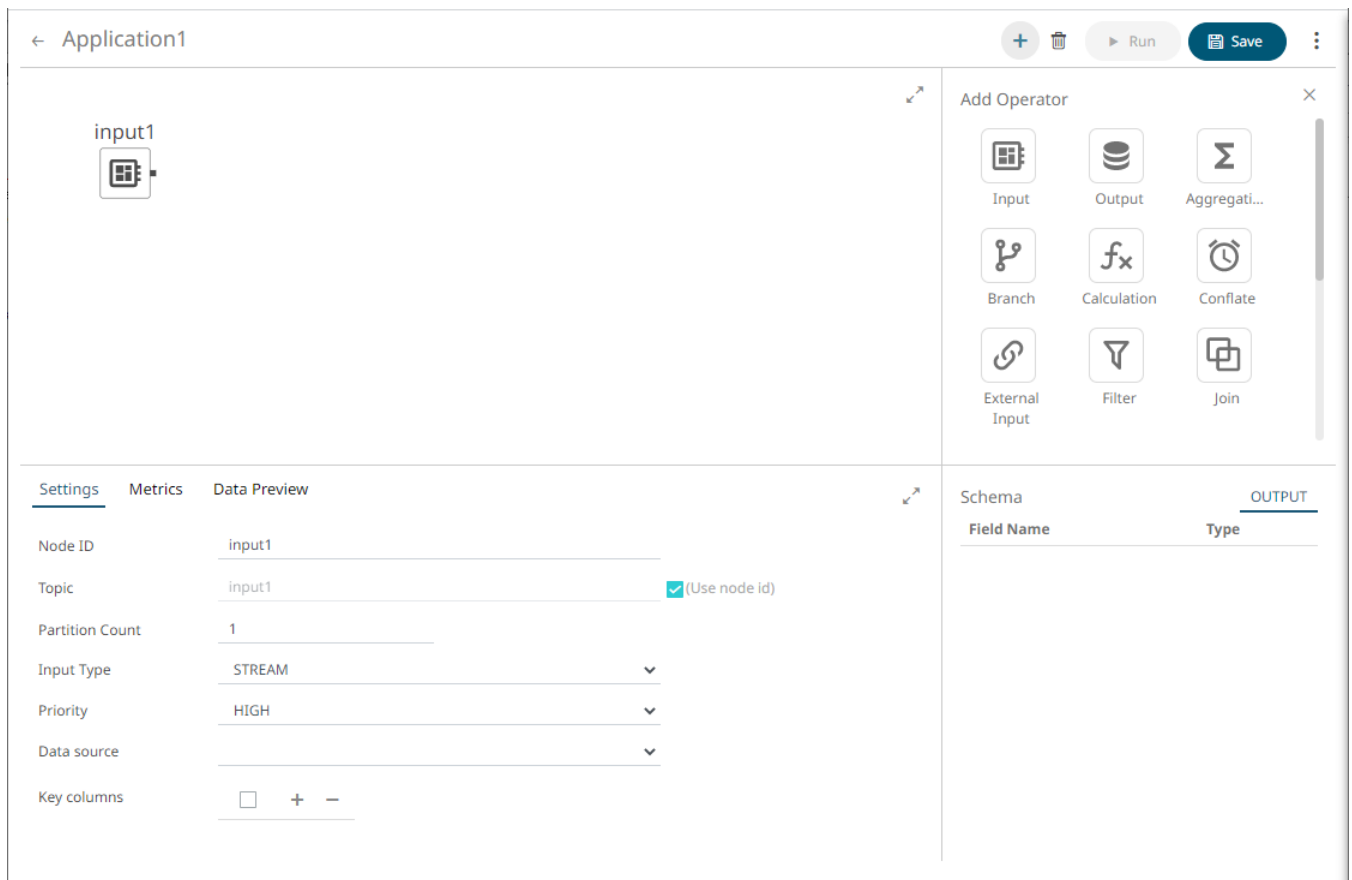 Application1
Run
Save
input1
Add Operator
Input
Output
Aggregati...
Branch
Calculation
Conflate
External
Input
Filter
Join
Settings
Metrics
Data Preview
Node ID
input1
Topic
input1
(Use node id)
Partition Count
1
Input Type
STREAM
Priority
HIGH
Data source
Key columns
Schema
OUTPUT
Field Name
Type